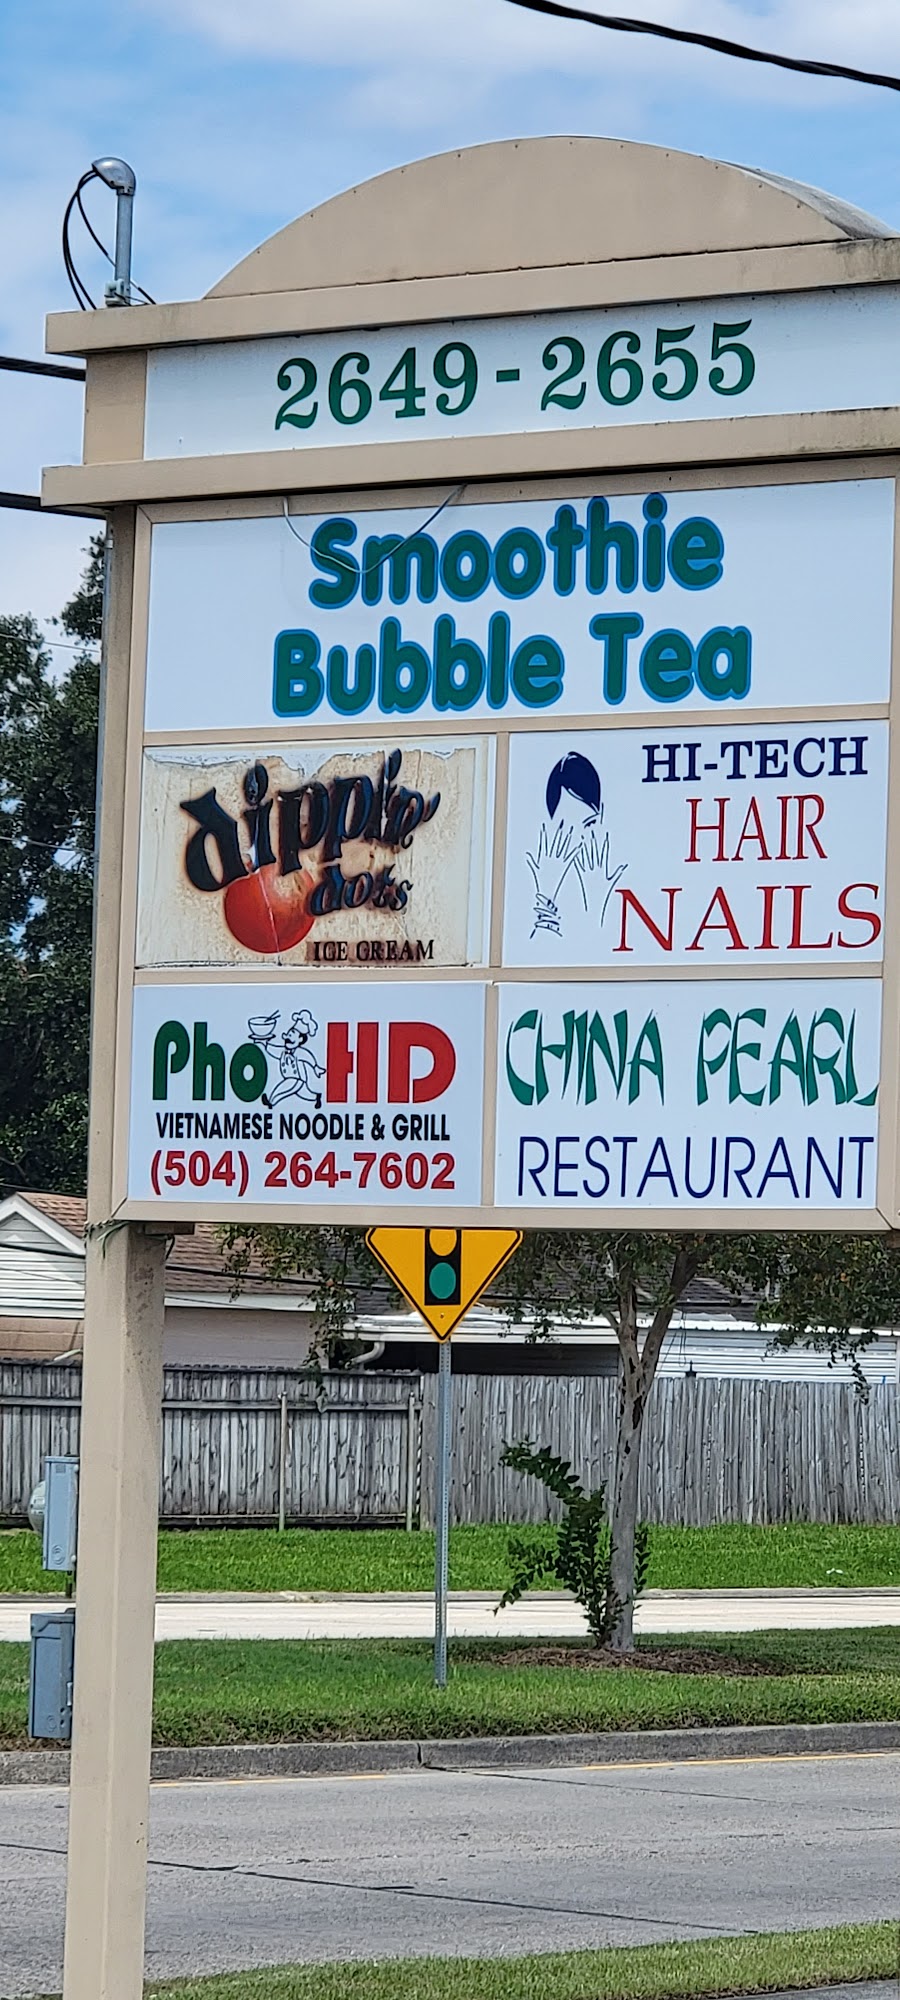 2649-2655
Smoothie
Bubble Tea
dippin'
dots
ICE CREAM
HI-TECH
HAIR
NAILS
Pho HD
VIETNAMESE NOODLE & GRILL
(504) 264-7602
CHINA PEARL
RESTAURANT